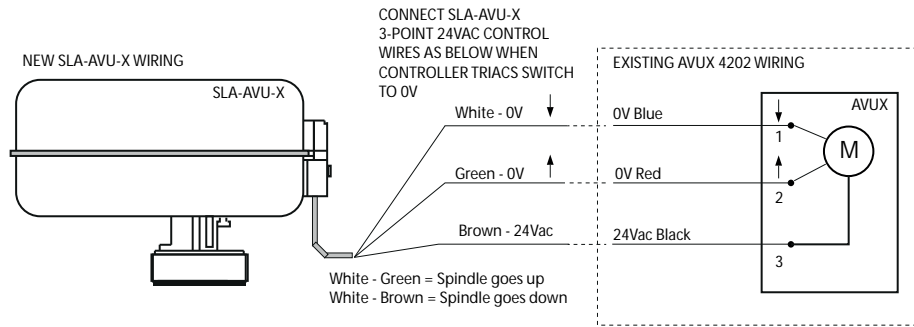 CONNECT SLA-AVU-X
3-POINT 24VAC CONTROL
WIRES AS BELOW WHEN
CONTROLLER TRIACS SWITCH
TO 0V
NEW SLA-AVU-X WIRING
EXISTING AVUX 4202 WIRING
SLA-AVU-X
AVUX
White - 0V
0V Blue
1
M
Green - 0V
0V Red
2
Brown - 24Vac
24Vac Black
3
White - Green = Spindle goes up
White - Brown = Spindle goes down